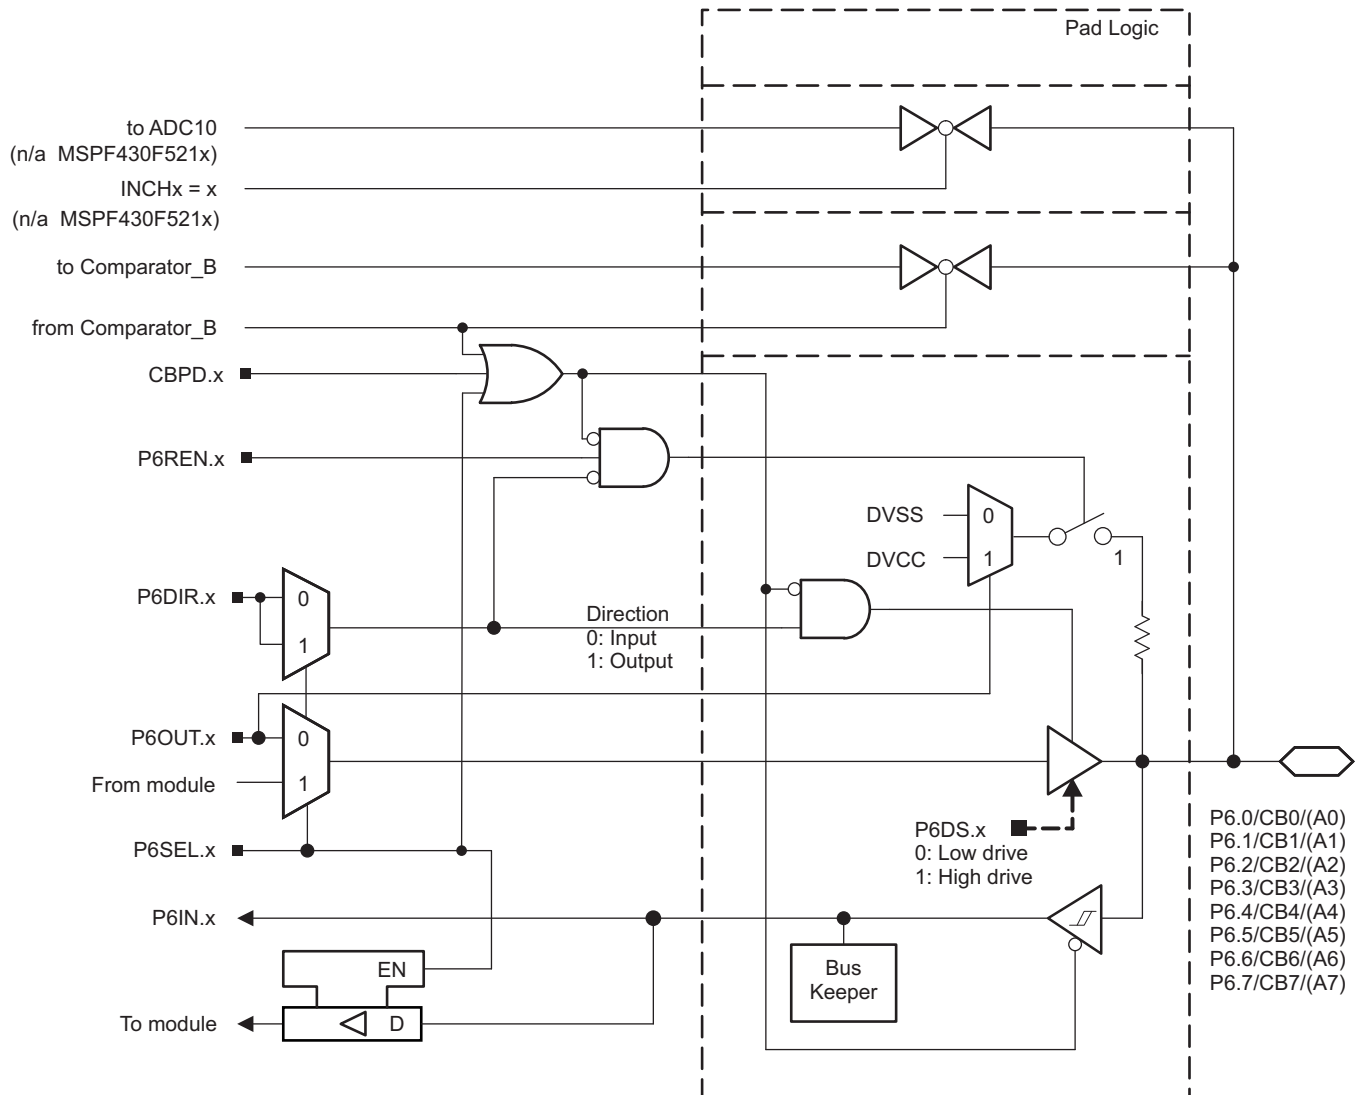 Pad Logic
to ADC10
(n/a MSPF430F521x)
INCHx = x
(n/a MSPF430F521x)
to Comparator_B
from Comparator_B
CBPD.x
P6REN.x
DVSS
0
DVCC
1
1
P6DIR.x
0
1
Direction
0: Input
1: Output
P6OUT.x
0
From module
1
P6DS.x
0: Low drive
1: High drive
P6SEL.x
P6IN.x
EN
D
To module
Bus
Keeper
P6.0/CB0/(A0)
P6.1/CB1/(A1)
P6.2/CB2/(A2)
P6.3/CB3/(A3)
P6.4/CB4/(A4)
P6.5/CB5/(A5)
P6.6/CB6/(A6)
P6.7/CB7/(A7)